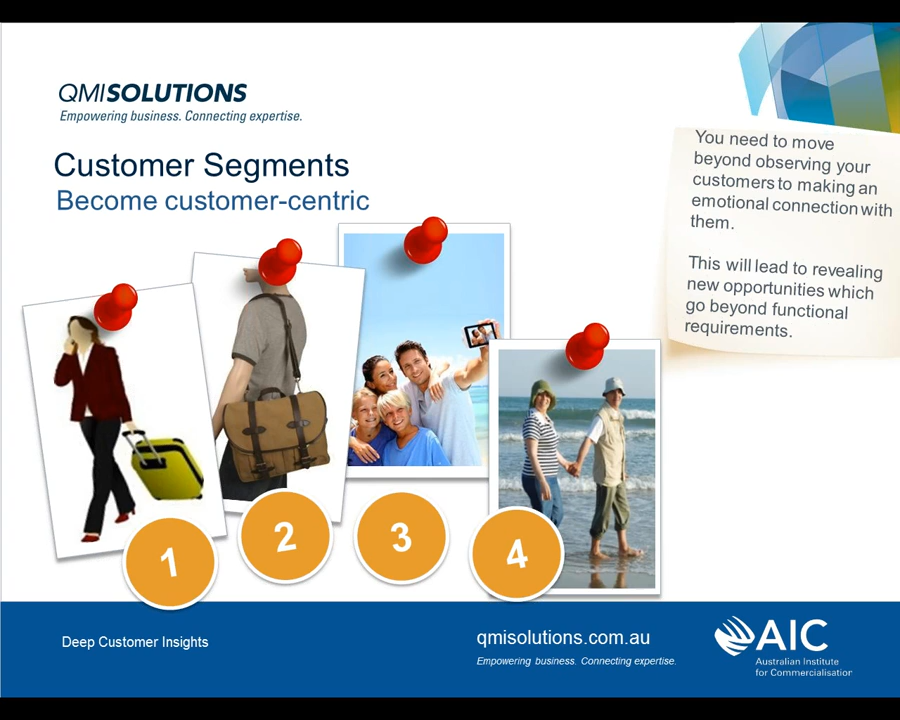 QMISOLUTIONS
Empowering business. Connecting expertise.
Customer Segments
Become customer-centric
You need to move
beyond observing your
customers to making an
emotional connection with
them.
This will lead to revealing
new opportunities which
go beyond functional
requirements.
1
2
3
4
Deep Customer Insights
qmisolutions.com.au
Empowering business. Connecting expertise.
AIC
Australian Institute
for Commercialisation